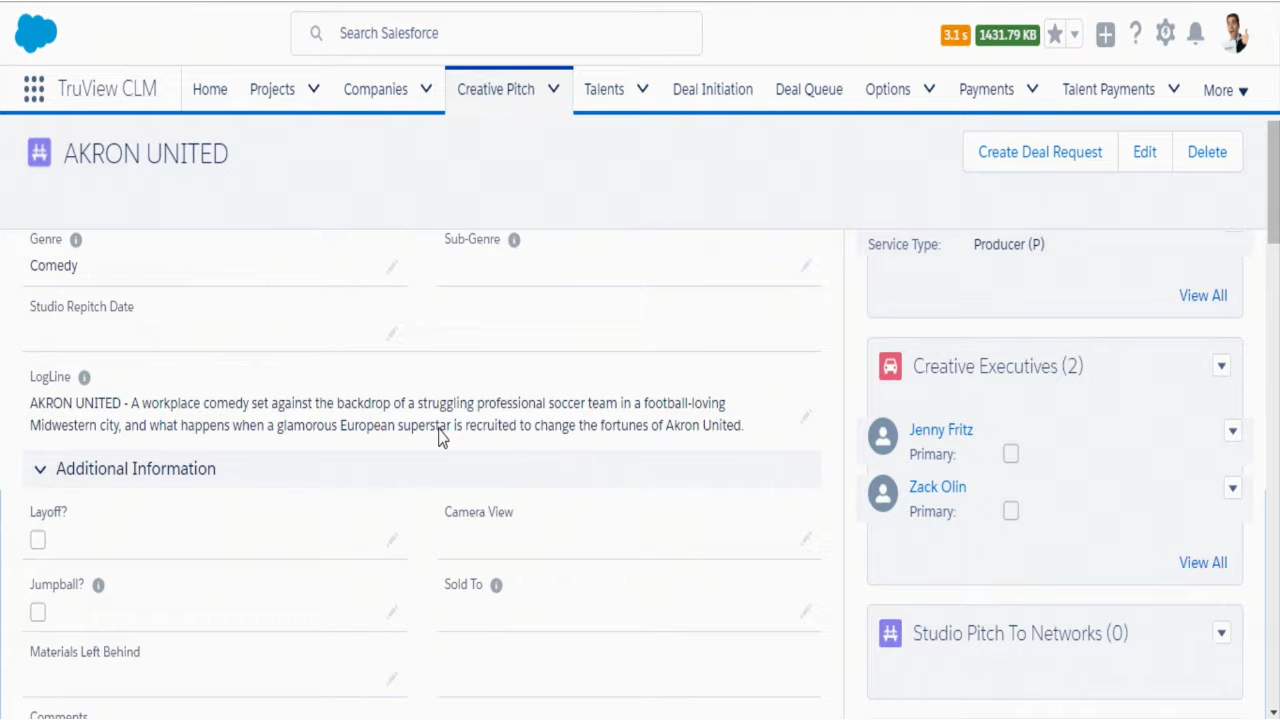 Search Salesforce
3.1 s
1431.79 KB
TruView CLM
Home
Projects
Companies
Creative Pitch
Talents
Deal Initiation
Deal Queue
Options
Payments
Talent Payments
More
AKRON UNITED
Create Deal Request
Edit
Delete
Genre
Comedy
Sub-Genre
Studio Repitch Date
LogLine
AKRON UNITED - A workplace comedy set against the backdrop of a struggling professional soccer team in a football-loving
Midwestern city, and what happens when a glamorous European superstar is recruited to change the fortunes of Akron United.
Additional Information
Layoff?
Camera View
Jumpball?
Sold To
Materials Left Behind
Comments
Service Type:
Producer (P)
View All
Creative Executives (2)
Jenny Fritz
Primary:
Zack Olin
Primary:
View All
Studio Pitch To Networks (0)